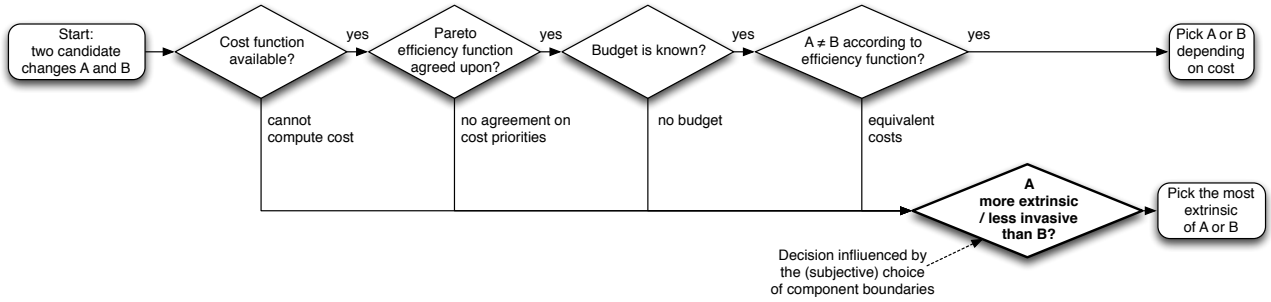 Start:
two candidate
changes A and B
Cost function
available?
yes
Pareto
efficiency function
agreed upon?
yes
Budget is known?
yes
A ≠ B according to
efficiency function?
yes
Pick A or B
depending
on cost
cannot
compute cost
no agreement on
cost priorities
no budget
equivalent
costs
A
more extrinsic
/ less invasive
than B?
Pick the most
extrinsic
of A or B
Decision influenced by
the (subjective) choice
of component boundaries